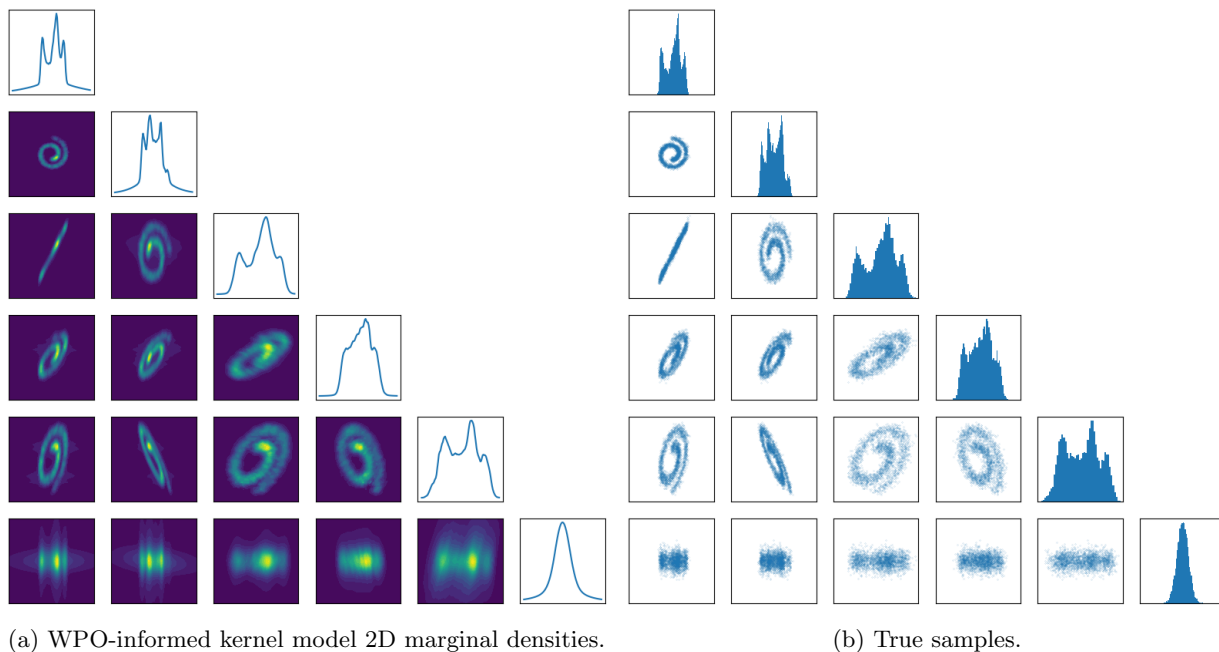 (a) WPO-informed kernel model 2D marginal densities.
(b) True samples.